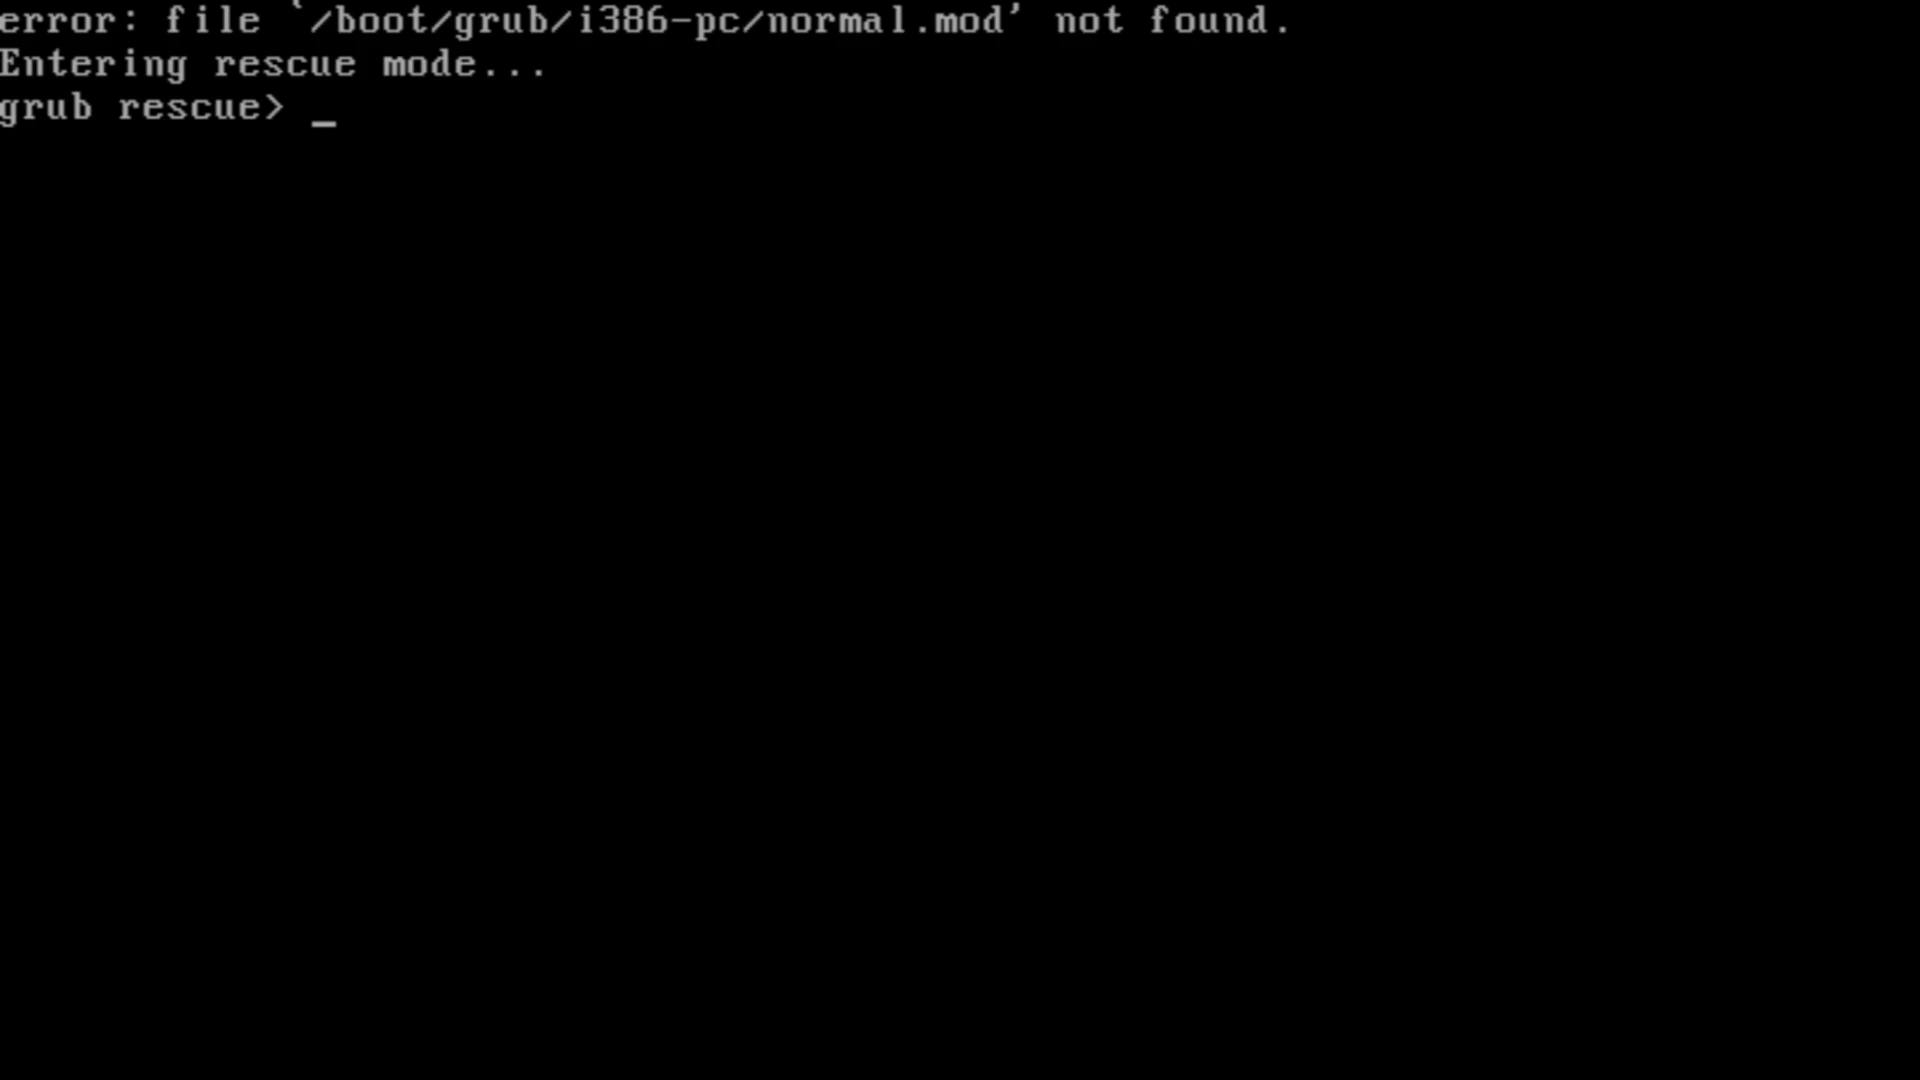 error: file `/boot/grub/i386-pc/normal.mod' not found.
Entering rescue mode...
grub rescue> _